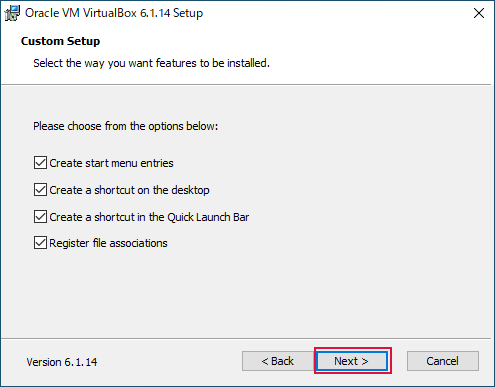 Oracle VM VirtualBox 6.1.14 Setup
Custom Setup
Select the way you want features to be installed.
Please choose from the options below:
Create start menu entries
Create a shortcut on the desktop
Create a shortcut in the Quick Launch Bar
Register file associations
Version 6.1.14
< Back
Next >
Cancel